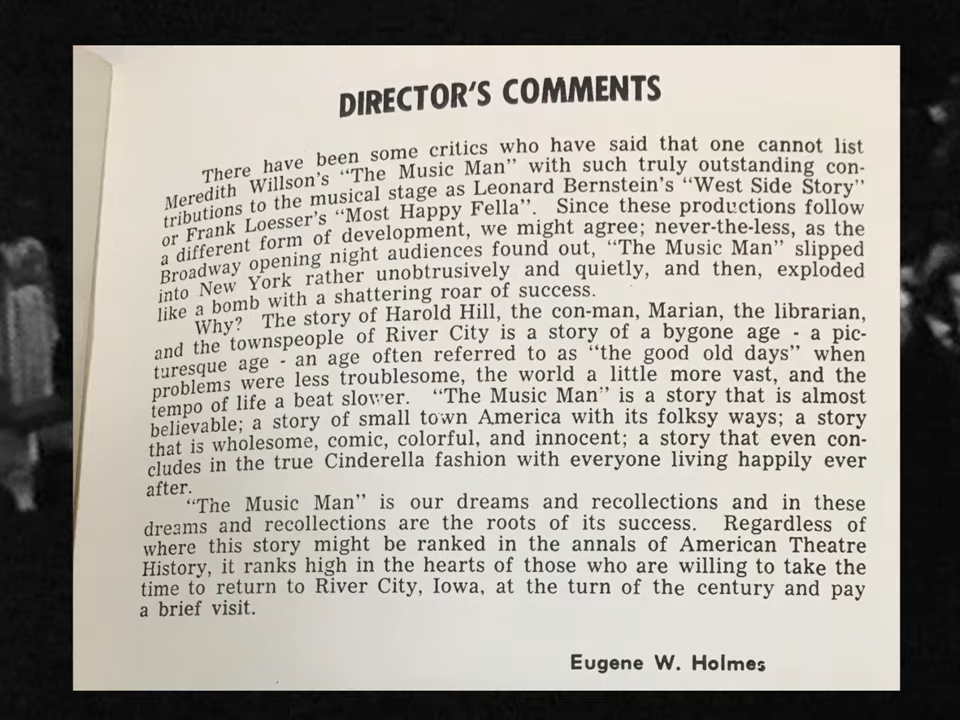 DIRECTOR'S COMMENTS
There have been some critics who have said that one cannot list
Meredith Willson's "The Music Man" with such truly outstanding con-
tributions to the musical stage as Leonard Bernstein's "West Side Story"
or Frank Loesser's "Most Happy Fella". Since these productions follow
a different form of development, we might agree; never-the-less, as the
Broadway opening night audiences found out, "The Music Man" slipped
into New York rather unobtrusively and quietly, and then, exploded
like a bomb with a shattering roar of success.
Why? The story of Harold Hill, the con-man, Marian, the librarian,
and the townspeople of River City is a story of a bygone age - a pic-
turesque age - an age often referred to as "the good old days" when
problems were less troublesome, the world a little more vast, and the
tempo of life a beat slower. "The Music Man" is a story that is almost
believable; a story of small town America with its folksy ways; a story
that is wholesome, comic, colorful, and innocent; a story that even con-
cludes in the true Cinderella fashion with everyone living happily ever
after.
"The Music Man" is our dreams and recollections and in these
dreams and recollections are the roots of its success. Regardless of
where this story might be ranked in the annals of American Theatre
History, it ranks high in the hearts of those who are willing to take the
time to return to River City, Iowa, at the turn of the century and pay
a brief visit.
Eugene W. Holmes